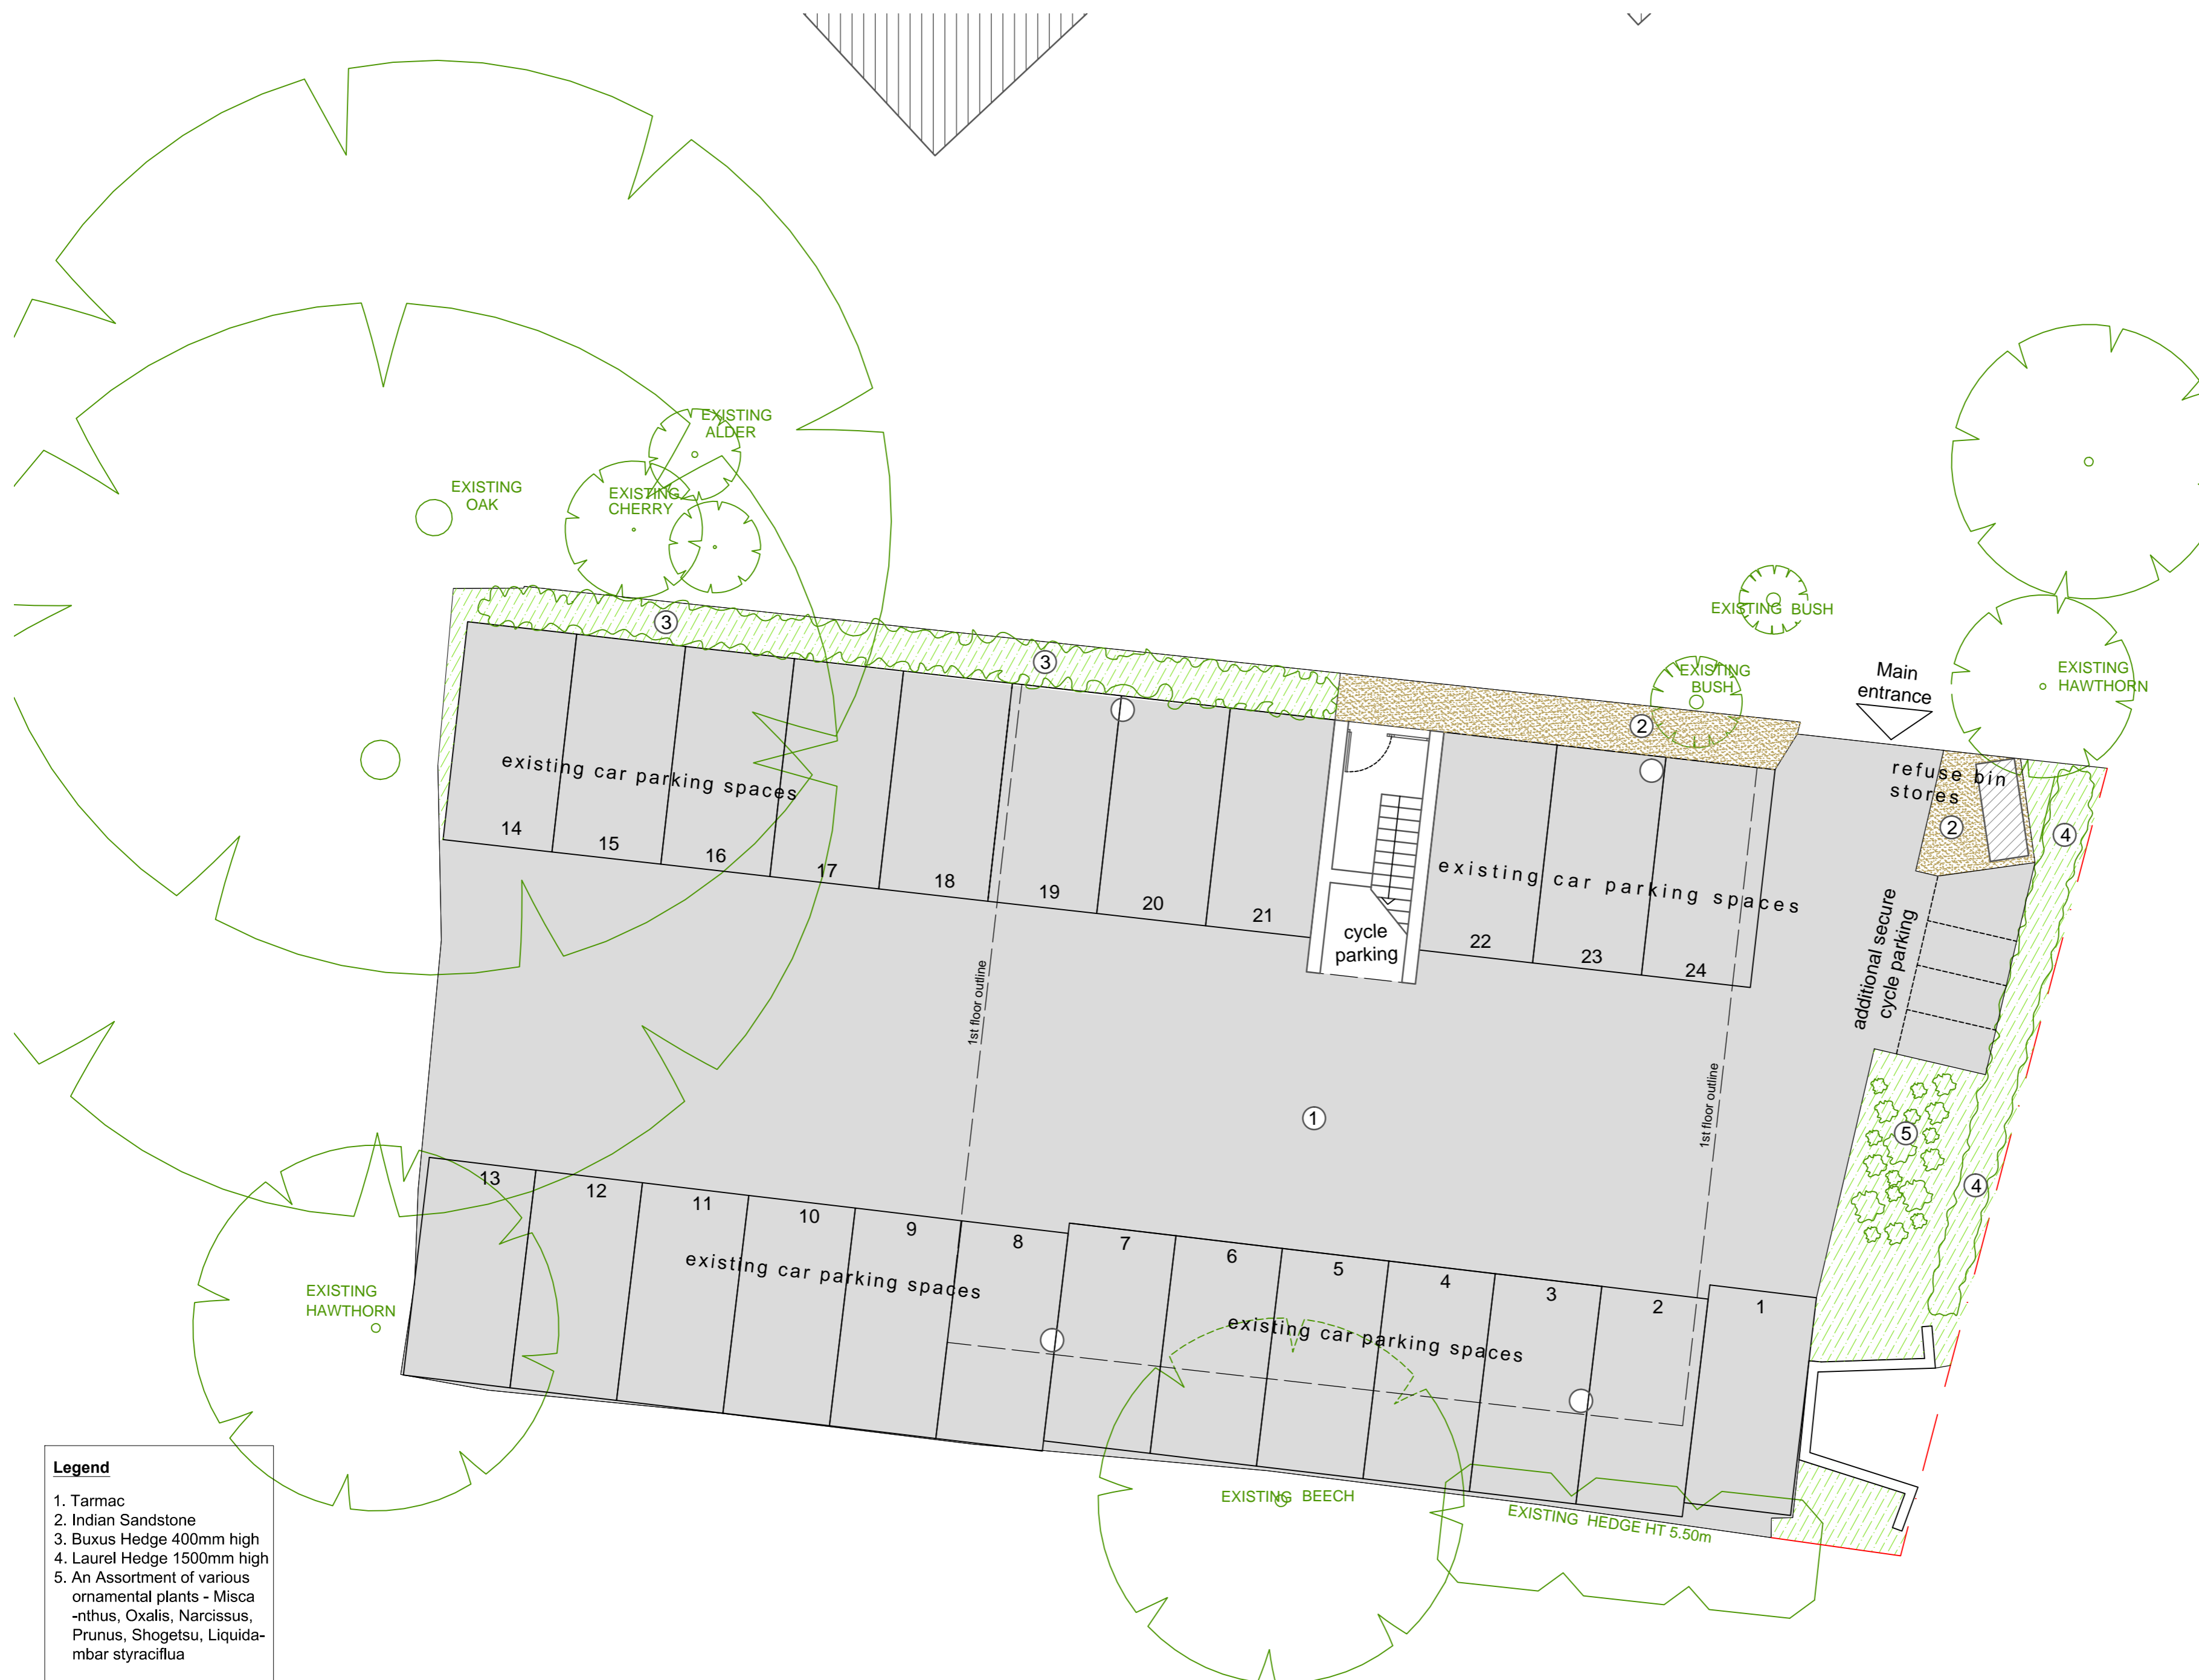 EXISTING
ALDER
EXISTING
OAK
EXISTING
CHERRY
EXISTING BUSH
EXISTING
BUSH
Main
entrance
EXISTING
HAWTHORN
3
3
2
refuse bin
stores
2
4
existing car parking spaces
14
15
16
17
18
19
20
21
cycle
parking
existing car parking spaces
22
23
24
additional secure
cycle parking
1st floor outline
1st floor outline
1
5
4
13
12
11
10
9
8
7
6
5
4
3
2
1
existing car parking spaces
existing car parking spaces
EXISTING
HAWTHORN
EXISTING BEECH
EXISTING HEDGE HT 5.50m
Legend
1. Tarmac
2. Indian Sandstone
3. Buxus Hedge 400mm high
4. Laurel Hedge 1500mm high
5. An Assortment of various
ornamental plants - Misca
-nthus, Oxalis, Narcissus,
Prunus, Shogetsu, Liquida-
mbar styraciflua